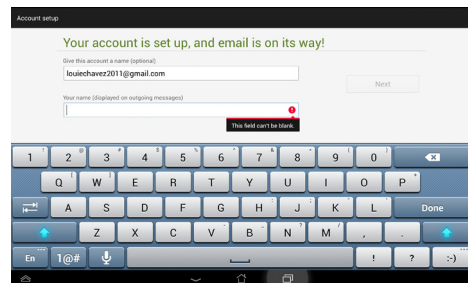 Account setup
Your account is set up, and email is on its way!
Give this account a name (optional)
louiechavez2011@gmail.com
Next
Your name (displayed on outgoing messages)
This field can't be blank.
1 2 @ 3 # 4 $ 5 % 6 ^ 7 & 8 * 9 ( 0 )
Q W E R T Y U I O P
A S D F G H J K L Done
Z X C V B N M , .
En 1@# ! ? :-)